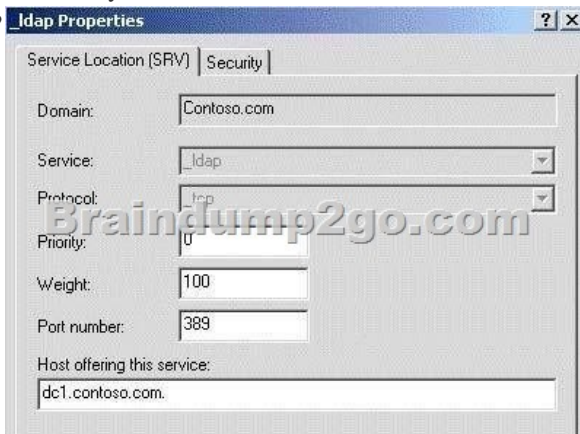 _ldap Properties
Service Location (SRV)
Security
Domain:
Contoso.com
Service:
_ldap
Protocol:
_tcp
Braindump2go.com
Priority:
0
Weight:
100
Port number:
389
Host offering this service:
dc1.contoso.com.